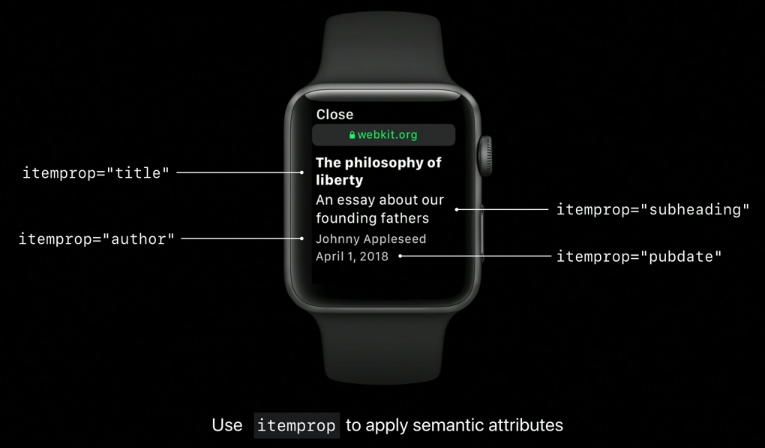 Close
webkit.org
itemprop="title"
The philosophy of
liberty
An essay about our
founding fathers
itemprop="subheading"
itemprop="author"
Johnny Appleseed
April 1, 2018
itemprop="pubdate"
Use itemprop to apply semantic attributes